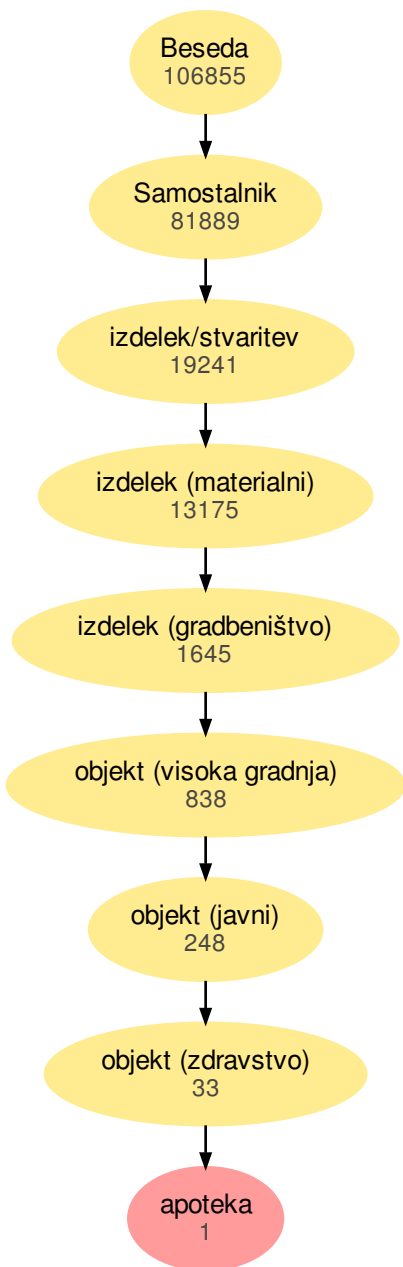 Beseda
106855
Samostalnik
81889
izdelek/stvaritev
19241
izdelek (materialni)
13175
izdelek (gradbeništvo)
1645
objekt (visoka gradnja)
838
objekt (javni)
248
objekt (zdravstvo)
33
apoteka
1